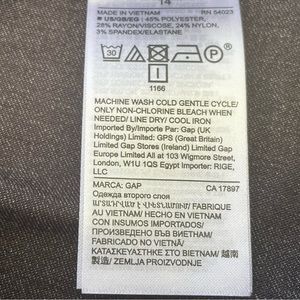 14
MADE IN VIETNAM RN 54023
US/GB/EG: 45% POLYESTER,
28% RAYON/VISCOSE, 24% NYLON,
3% SPANDEX/ELASTANE
30
P
1166
MACHINE WASH COLD GENTLE CYCLE/
ONLY NON-CHLORINE BLEACH WHEN
NEEDED/ LINE DRY/ COOL IRON
Imported By/Importe Par: Gap (UK
Holdings) Limited: GPS (Great Britain)
Limited Gap Stores (Ireland) Limited Gap
Europe Limited All at 103 Wigmore Street,
London, W1U 1QS Egypt Importer: RIGE,
LLC
MARCA: GAP CA 17897
Одежда второго слоя
ԱՐՏԱԴՐՎԱԾ Է ՎԻԵՏՆԱՄՈՒՄ/ FABRIQUE
AU VIETNAM/ HECHO EN VIETNAM
CON INSUMOS IMPORTADOS/
ПРОИЗВЕДЕНО ВЪВ ВИЕТНАМ/
FABRICADO NO VIETNÃ/
ΚΑΤΑΣΚΕΥΑΣΤΗΚΕ ΣΤΟ ΒΙΕΤΝΑΜ/ 越南
製造/ ZEMLJA PROIZVODNJE/